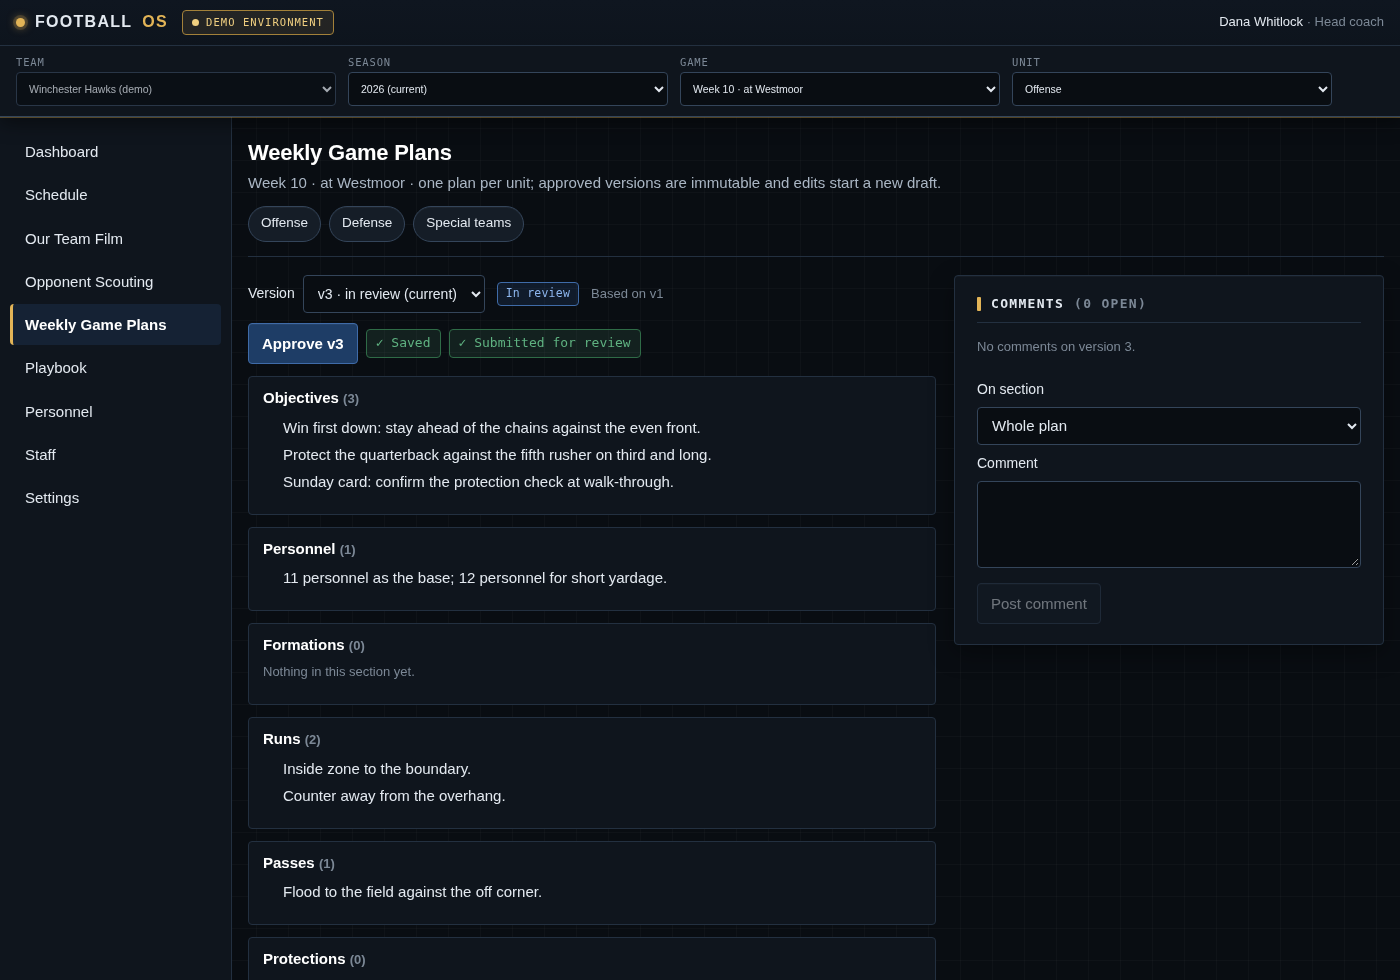 FOOTBALL OS
DEMO ENVIRONMENT
Dana Whitlock · Head coach
TEAM
Winchester Hawks (demo)
SEASON
2026 (current)
GAME
Week 10 · at Westmoor
UNIT
Offense
Dashboard
Schedule
Our Team Film
Opponent Scouting
Weekly Game Plans
Playbook
Personnel
Staff
Settings
Weekly Game Plans
Week 10 · at Westmoor · one plan per unit; approved versions are immutable and edits start a new draft.
Offense
Defense
Special teams
Version
v3 · in review (current)
In review
Based on v1
Approve v3
✓ Saved
✓ Submitted for review
Objectives (3)
Win first down: stay ahead of the chains against the even front.
Protect the quarterback against the fifth rusher on third and long.
Sunday card: confirm the protection check at walk-through.
Personnel (1)
11 personnel as the base; 12 personnel for short yardage.
Formations (0)
Nothing in this section yet.
Runs (2)
Inside zone to the boundary.
Counter away from the overhang.
Passes (1)
Flood to the field against the off corner.
Protections (0)
COMMENTS (0 OPEN)
No comments on version 3.
On section
Whole plan
Comment
Post comment